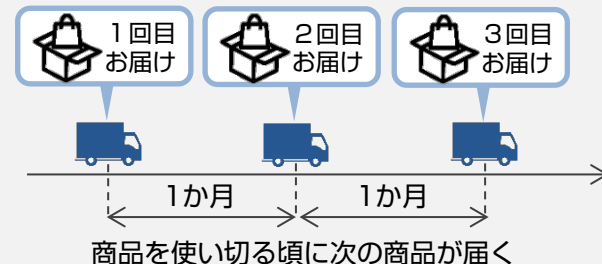 1回目
お届け
2回目
お届け
3回目
お届け
1か月
1か月
商品を使い切る頃に次の商品が届く